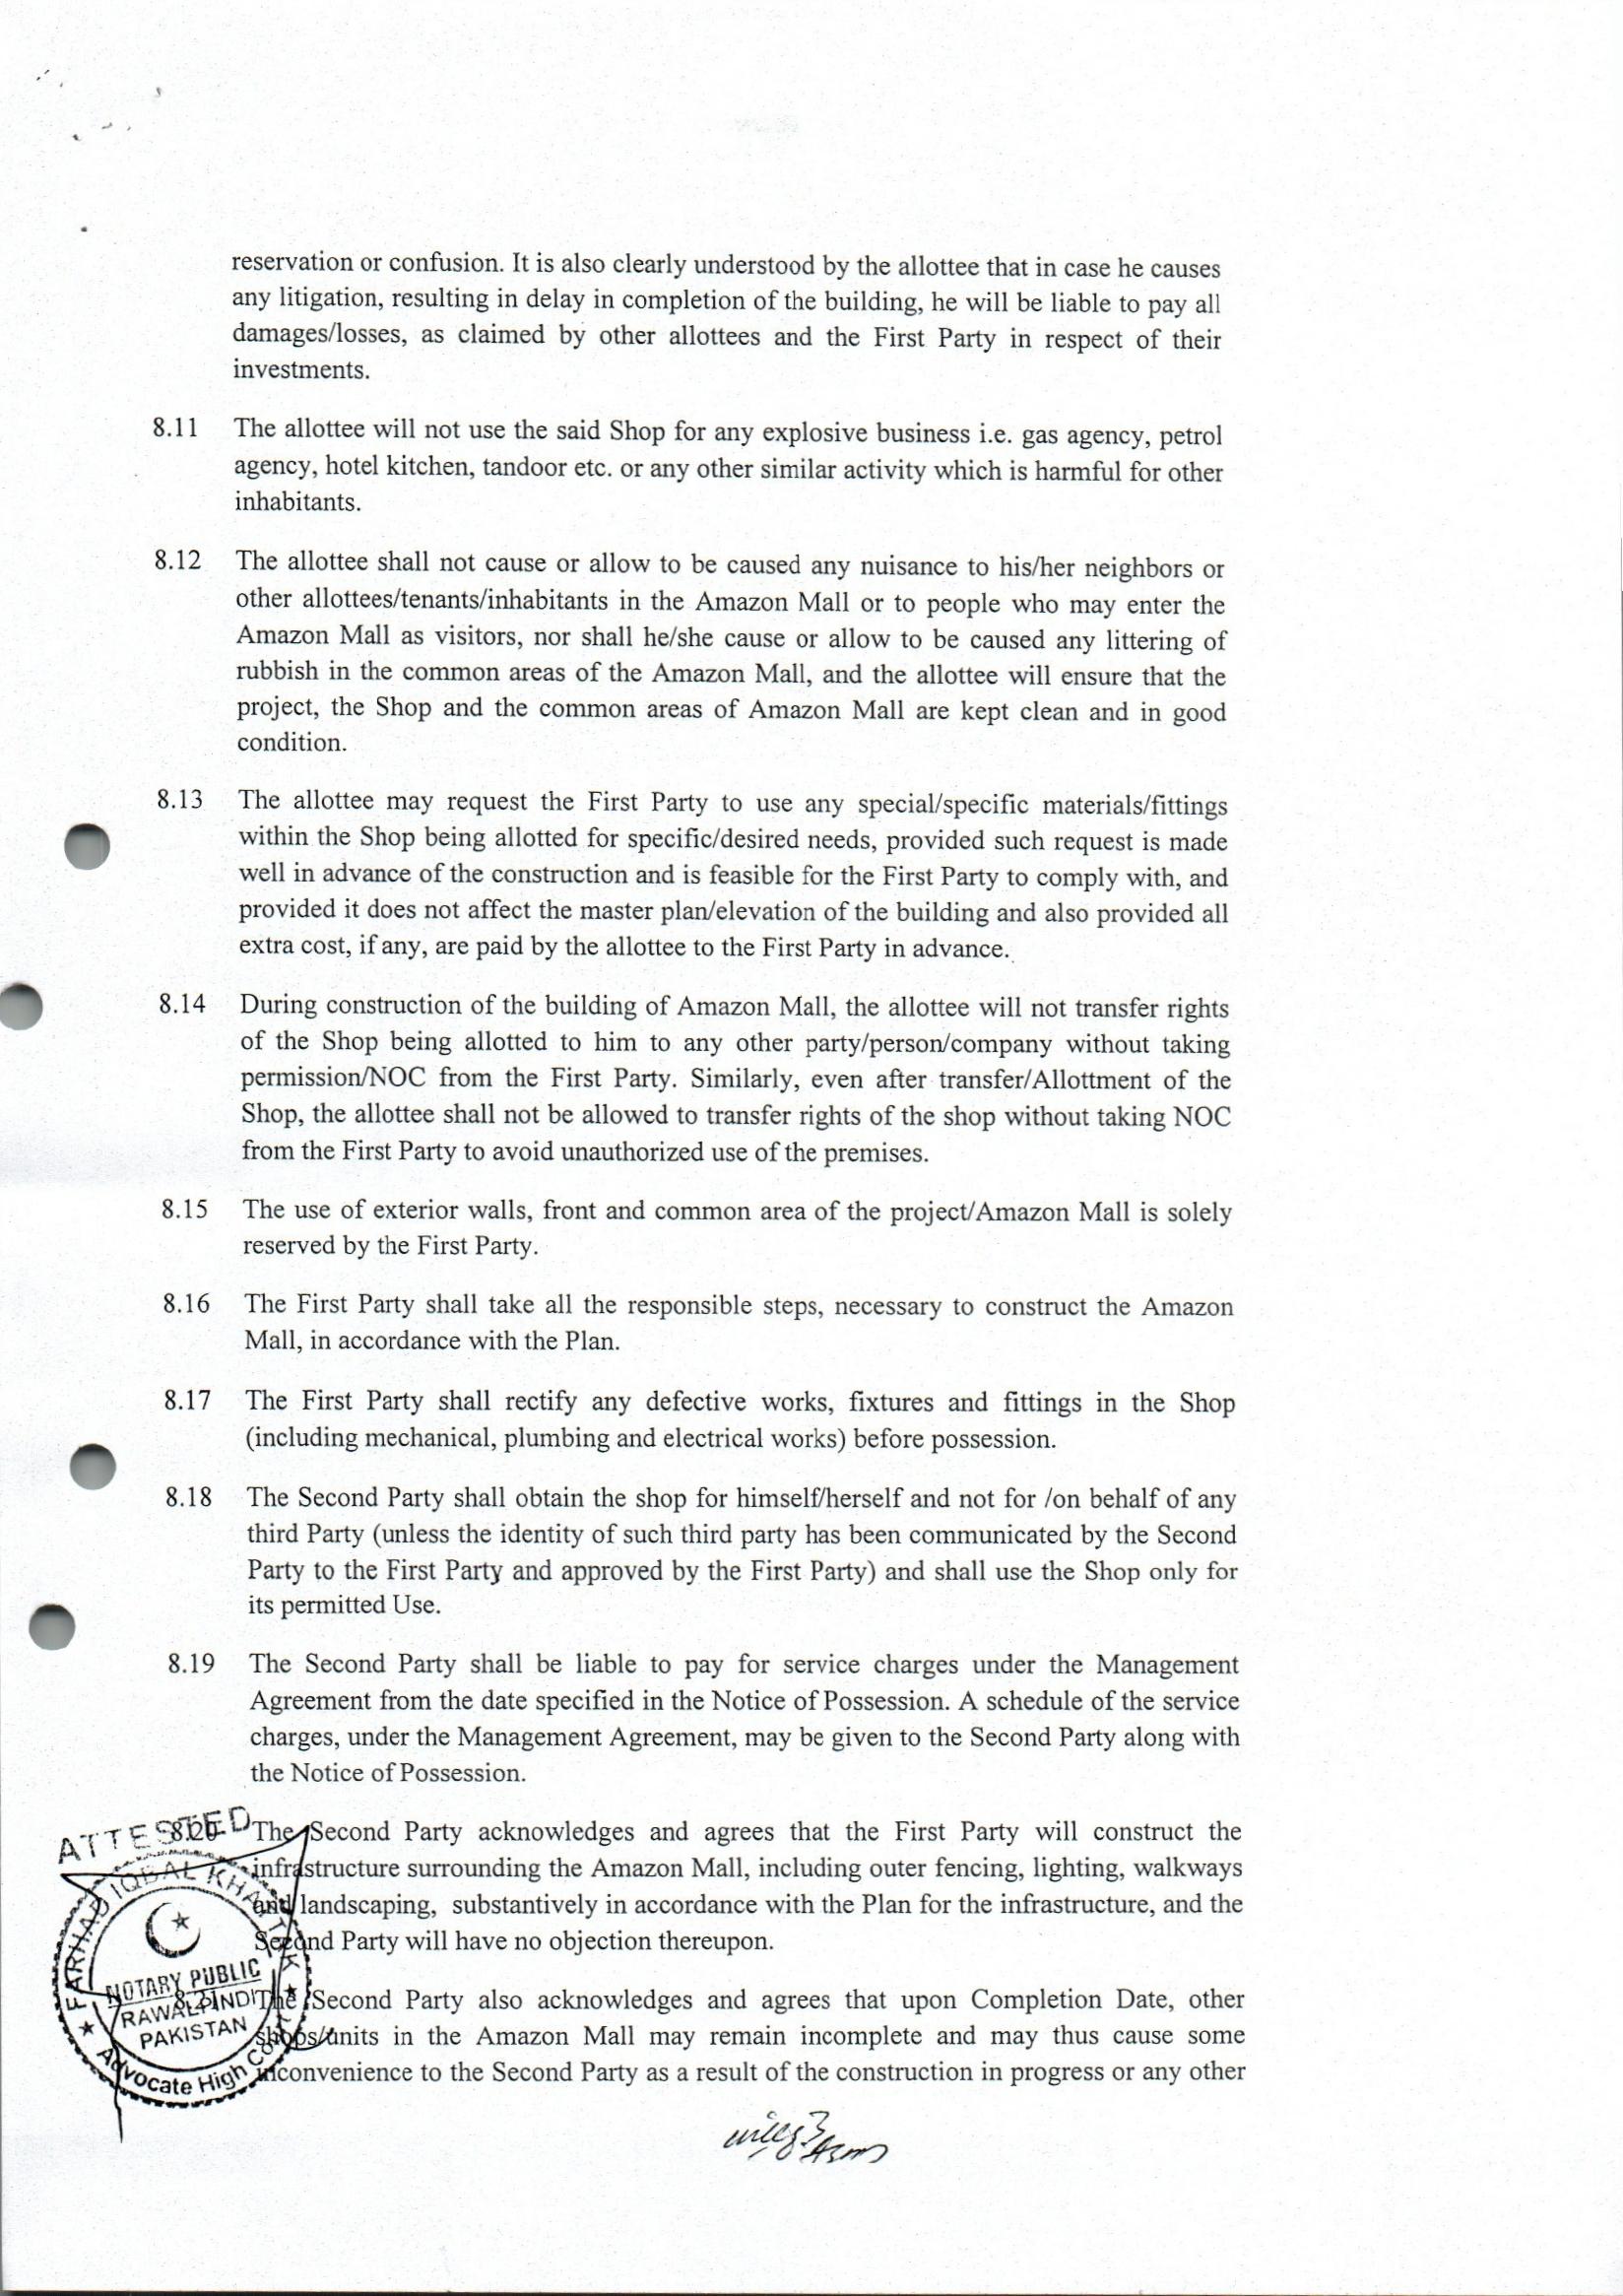 reservation or confusion. It is also clearly understood by the allottee that in case he causes
any litigation, resulting in delay in completion of the building, he will be liable to pay all
damages/losses, as claimed by other allottees and the First Party in respect of their
investments.
8.11 The allottee will not use the said Shop for any explosive business i.e. gas agency, petrol
agency, hotel kitchen, tandoor etc. or any other similar activity which is harmful for other
inhabitants.
8.12 The allottee shall not cause or allow to be caused any nuisance to his/her neighbors or
other allottees/tenants/inhabitants in the Amazon Mall or to people who may enter the
Amazon Mall as visitors, nor shall he/she cause or allow to be caused any littering of
rubbish in the common areas of the Amazon Mall, and the allottee will ensure that the
project, the Shop and the common areas of Amazon Mall are kept clean and in good
condition.
8.13 The allottee may request the First Party to use any special/specific materials/fittings
within the Shop being allotted for specific/desired needs, provided such request is made
well in advance of the construction and is feasible for the First Party to comply with, and
provided it does not affect the master plan/elevation of the building and also provided all
extra cost, if any, are paid by the allottee to the First Party in advance.
8.14 During construction of the building of Amazon Mall, the allottee will not transfer rights
of the Shop being allotted to him to any other party/person/company without taking
permission/NOC from the First Party. Similarly, even after transfer/Allottment of the
Shop, the allottee shall not be allowed to transfer rights of the shop without taking NOC
from the First Party to avoid unauthorized use of the premises.
8.15 The use of exterior walls, front and common area of the project/Amazon Mall is solely
reserved by the First Party.
8.16 The First Party shall take all the responsible steps, necessary to construct the Amazon
Mall, in accordance with the Plan.
8.17 The First Party shall rectify any defective works, fixtures and fittings in the Shop
(including mechanical, plumbing and electrical works) before possession.
8.18 The Second Party shall obtain the shop for himself/herself and not for /on behalf of any
third Party (unless the identity of such third party has been communicated by the Second
Party to the First Party and approved by the First Party) and shall use the Shop only for
its permitted Use.
8.19 The Second Party shall be liable to pay for service charges under the Management
Agreement from the date specified in the Notice of Possession. A schedule of the service
charges, under the Management Agreement, may be given to the Second Party along with
the Notice of Possession.
8.20 The Second Party acknowledges and agrees that the First Party will construct the
infrastructure surrounding the Amazon Mall, including outer fencing, lighting, walkways
and landscaping, substantively in accordance with the Plan for the infrastructure, and the
Second Party will have no objection thereupon.
8.21 The Second Party also acknowledges and agrees that upon Completion Date, other
shops/units in the Amazon Mall may remain incomplete and may thus cause some
inconvenience to the Second Party as a result of the construction in progress or any other
ATTESTED
FARHAD IQBAL KHATTAK
NOTARY PUBLIC
RAWALPINDI
PAKISTAN
Advocate High Court